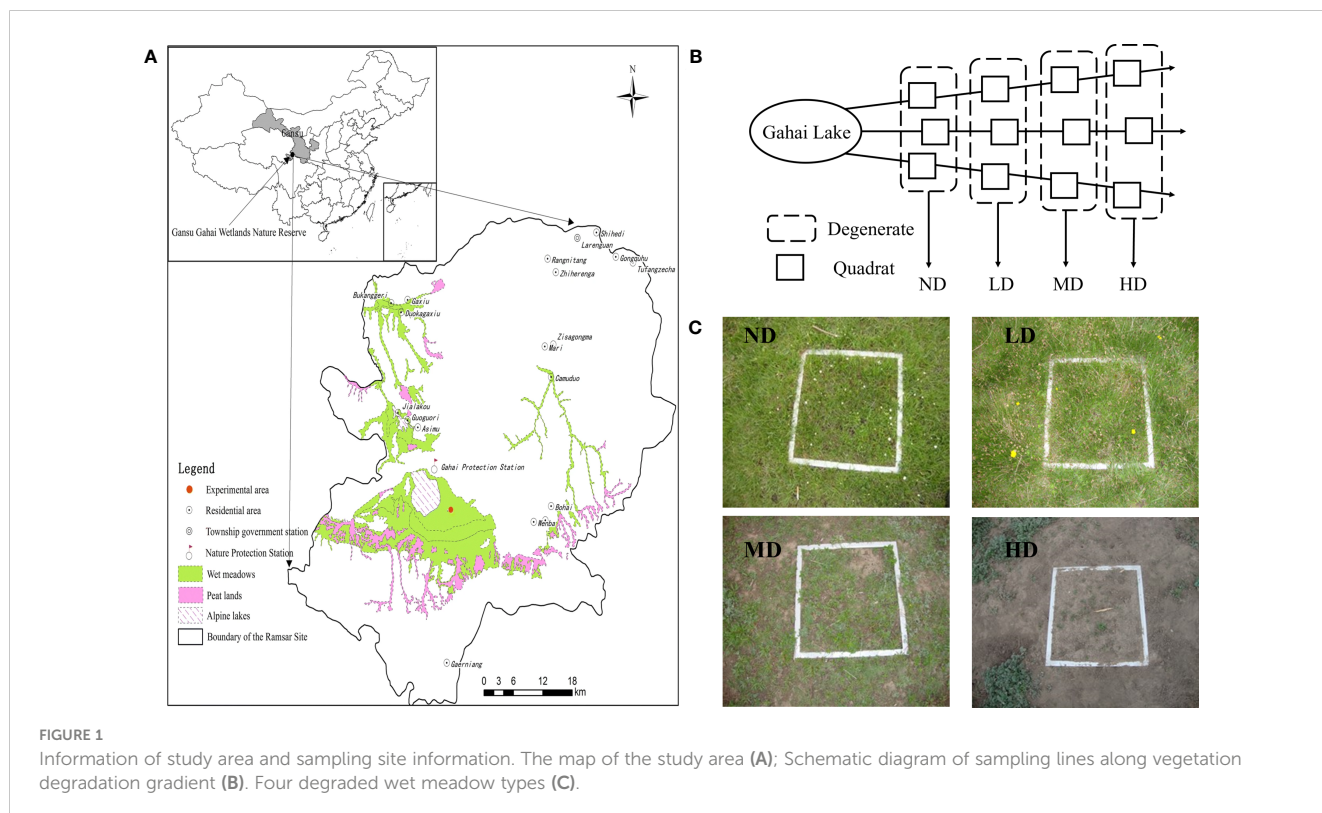 A
N
Gansu
Gansu Gahai Wetlands Nature Reserve
Shihedi
Larenguan
Rangnitang
Gongquhu
Tufangzecha
Zhiherenga
Bukanggeri
Gaxiu
Duokagaxiu
Zisagongma
Mari
Gamuduo
Jialakou
Guoguori
Asimu
Gahai Protection Station
Bohai
Wenba
Gaerniang
Legend
Experimental area
Residential area
Township government station
Nature Protection Station
Wet meadows
Peat lands
Alpine lakes
Boundary of the Ramsar Site
0 3 6 12 18
km
B
Gahai Lake
Degenerate
Quadrat
ND LD MD HD
C
ND
LD
MD
HD
FIGURE 1
Information of study area and sampling site information. The map of the study area (A); Schematic diagram of sampling lines along vegetation
degradation gradient (B). Four degraded wet meadow types (C).